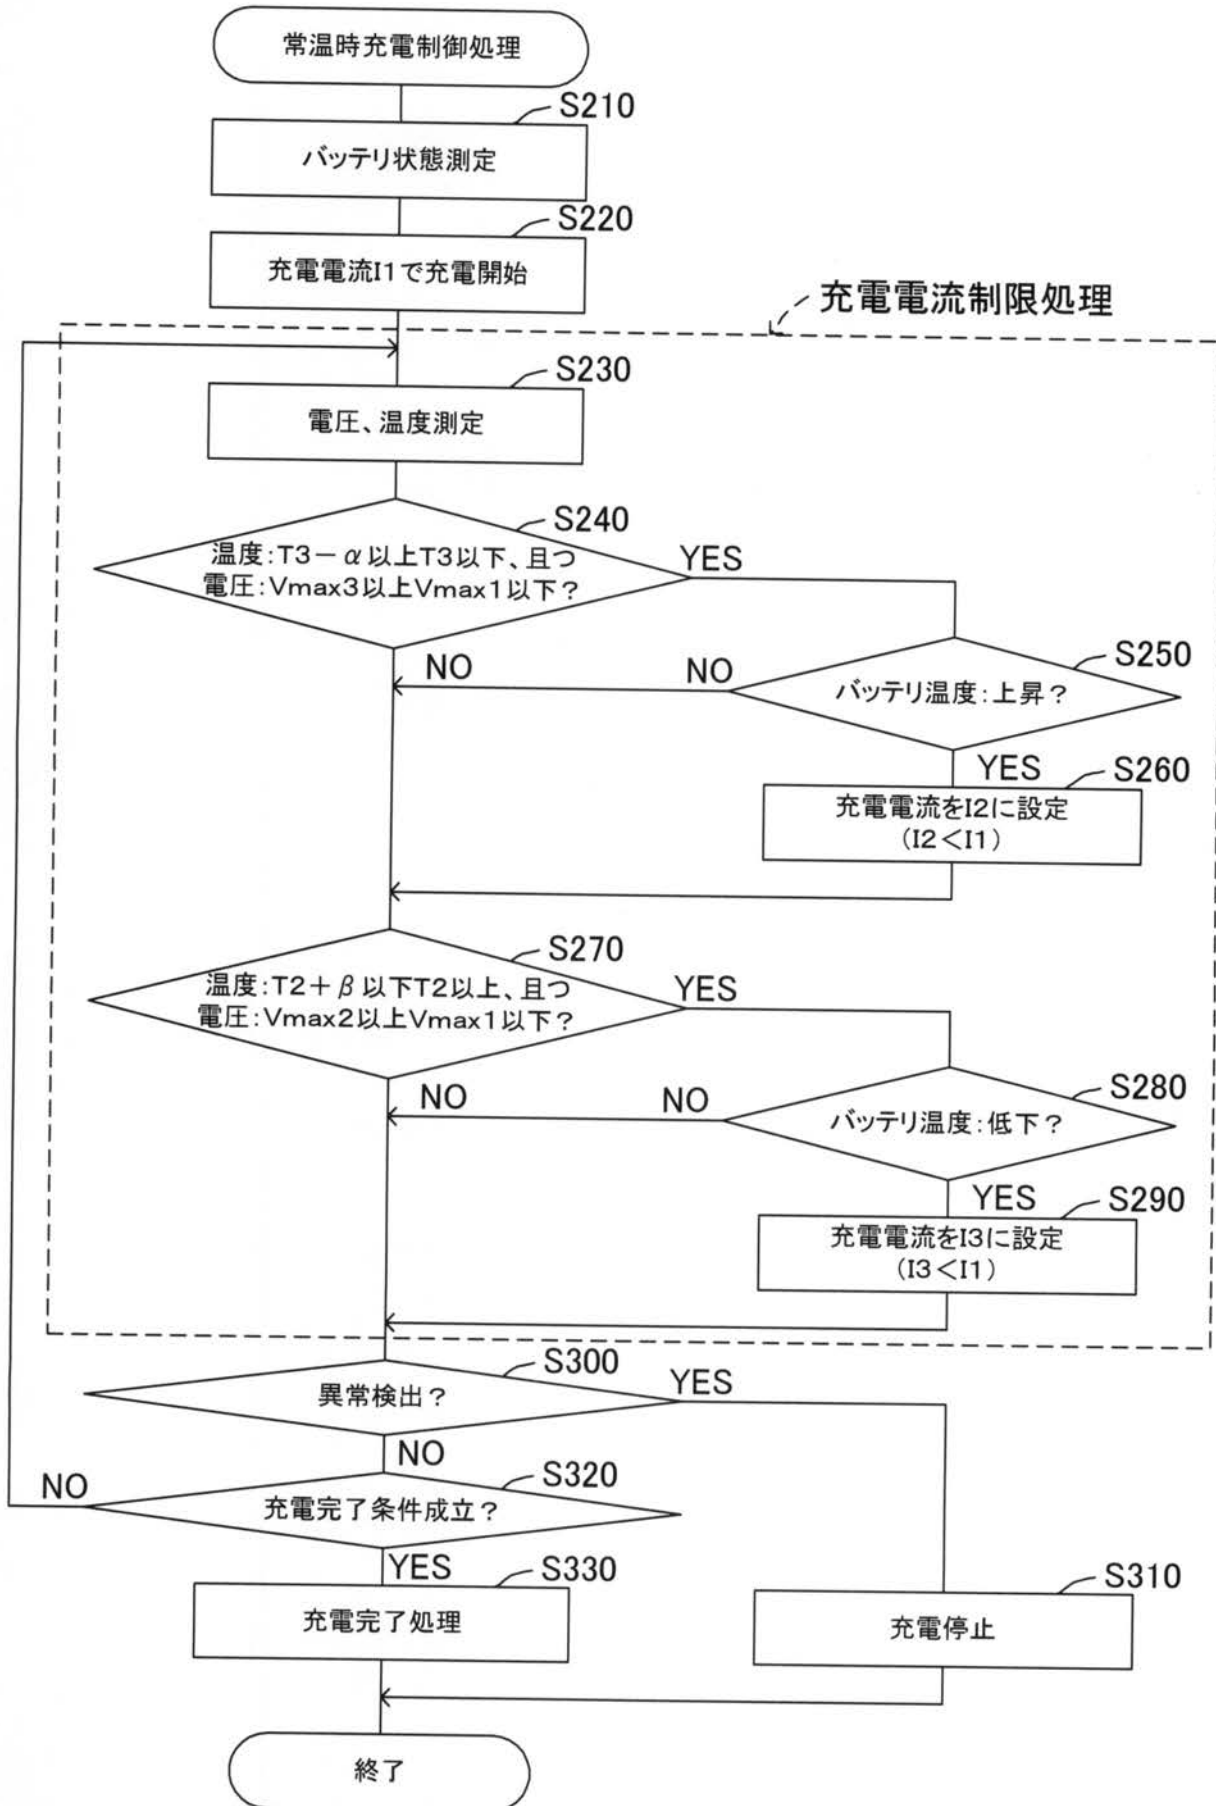 常温時充電制御処理
S210
バッテリ状態測定
S220
充電電流I1で充電開始
充電電流制限処理
S230
電圧、温度測定
S240
温度:T3-α以上T3以下、且つ
電圧:Vmax3以上Vmax1以下?
YES
NO
NO
S250
バッテリ温度:上昇?
YES
S260
充電電流をI2に設定
(I2<I1)
S270
温度:T2+β以下T2以上、且つ
電圧:Vmax2以上Vmax1以下?
YES
NO
NO
S280
バッテリ温度:低下?
YES
S290
充電電流をI3に設定
(I3<I1)
S300
異常検出?
YES
NO
NO
S320
充電完了条件成立?
YES
S330
充電完了処理
S310
充電停止
終了